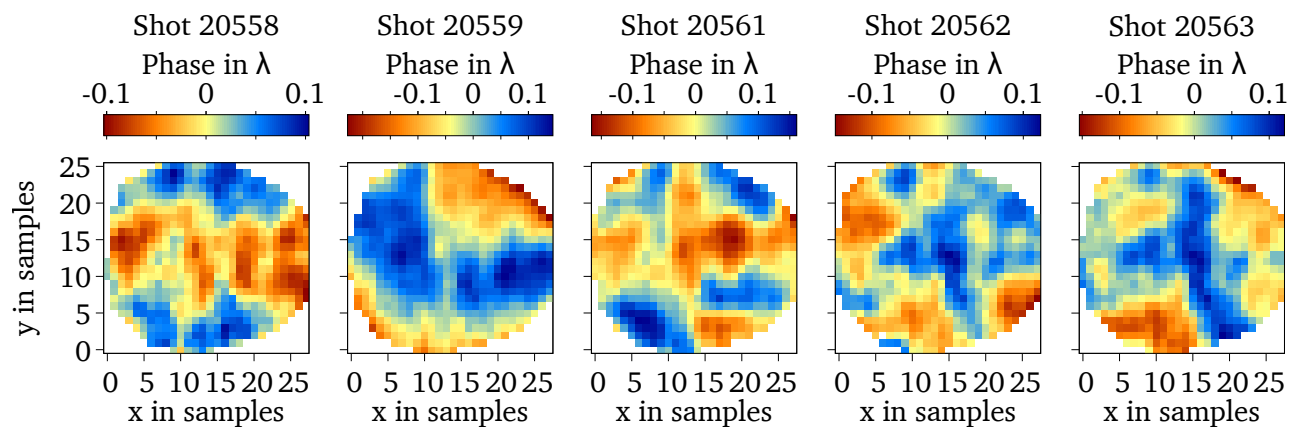 Shot 20558 Shot 20559 Shot 20561 Shot 20562 Shot 20563
Phase in λ Phase in λ Phase in λ Phase in λ Phase in λ
-0.1 0 0.1 -0.1 0 0.1 -0.1 0 0.1 -0.1 0 0.1 -0.1 0 0.1
y in samples
25
20
15
10
5
0
0 5 10 15 20 25 0 5 10 15 20 25 0 5 10 15 20 25 0 5 10 15 20 25 0 5 10 15 20 25
x in samples x in samples x in samples x in samples x in samples